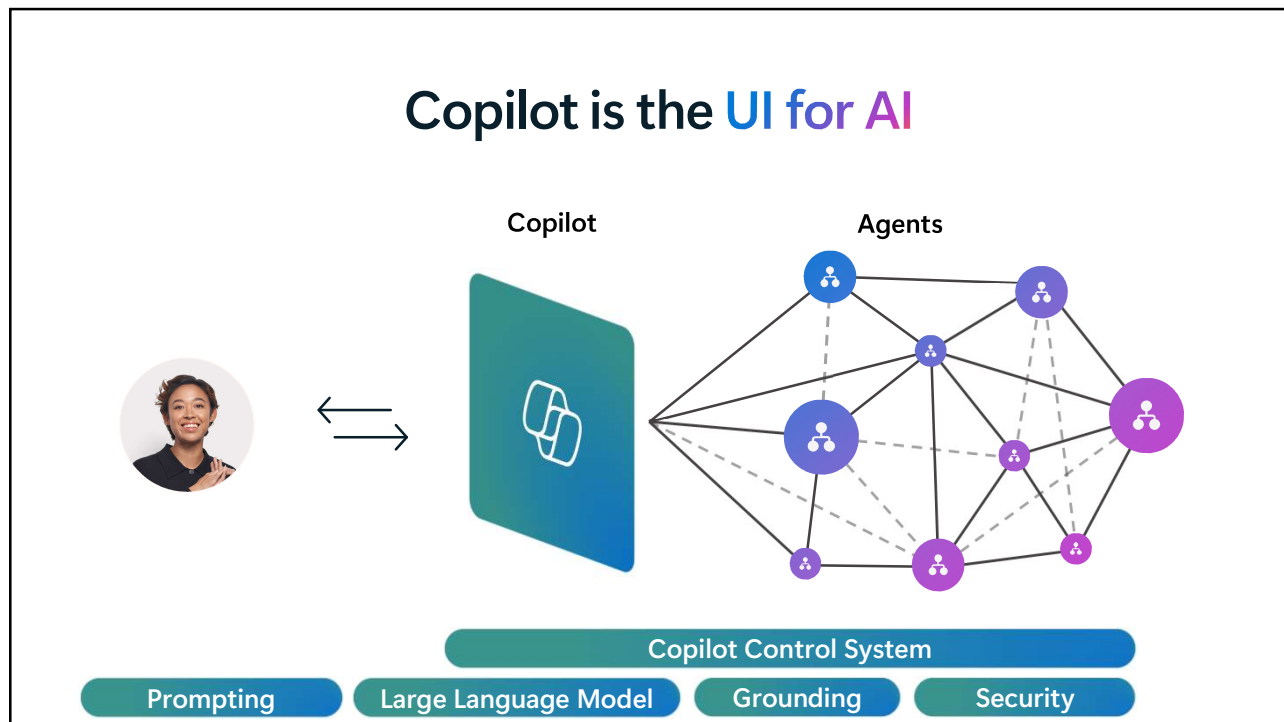 Copilot is the UI for AI
Copilot
Agents
Copilot Control System
Prompting
Large Language Model
Grounding
Security